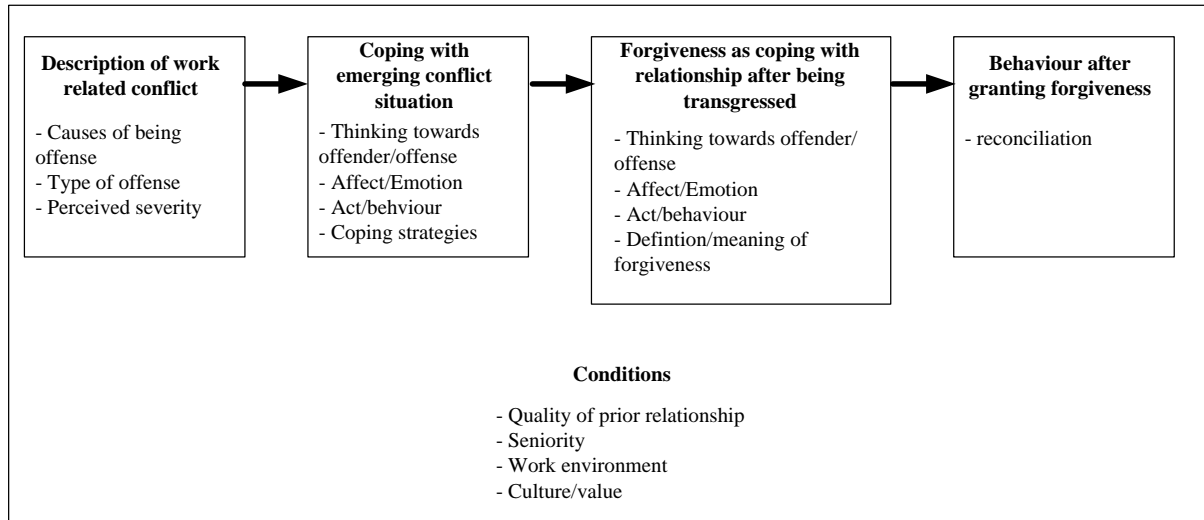 Description of work
related conflict
- Causes of being
offense
- Type of offense
- Perceived severity
Coping with
emerging conflict
situation
- Thinking towards
offender/offense
- Affect/Emotion
- Act/behviour
- Coping strategies
Forgiveness as coping with
relationship after being
transgressed
- Thinking towards offender/
offense
- Affect/Emotion
- Act/behaviour
- Defintion/meaning of
forgiveness
Behaviour after
granting forgiveness
- reconciliation
Conditions
- Quality of prior relationship
- Seniority
- Work environment
- Culture/value